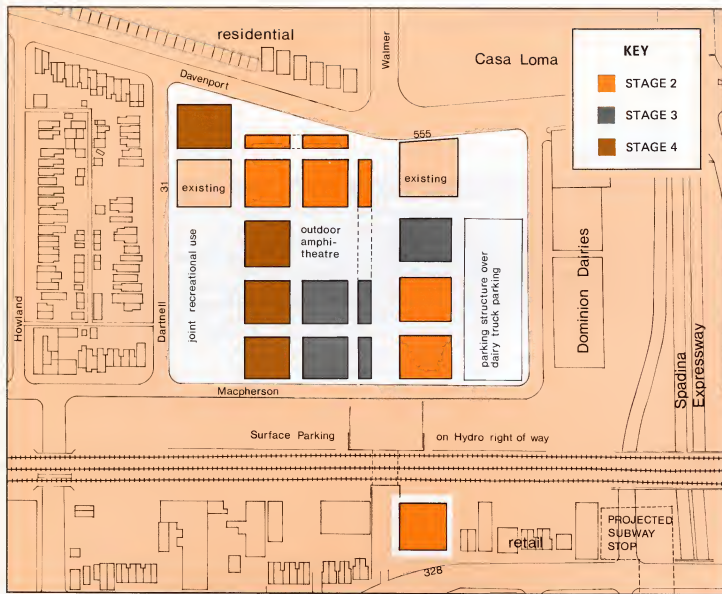 residential
Walmer
Casa Loma
KEY
STAGE 2
STAGE 3
STAGE 4
Davenport
555
31
existing
existing
outdoor
amphi-
theatre
joint recreational use
parking structure over
dairy truck parking
Dominion Dairies
Howland
Dartnell
Spadina
Expressway
Macpherson
Surface Parking
on Hydro right of way
retail
PROJECTED
SUBWAY
STOP
328